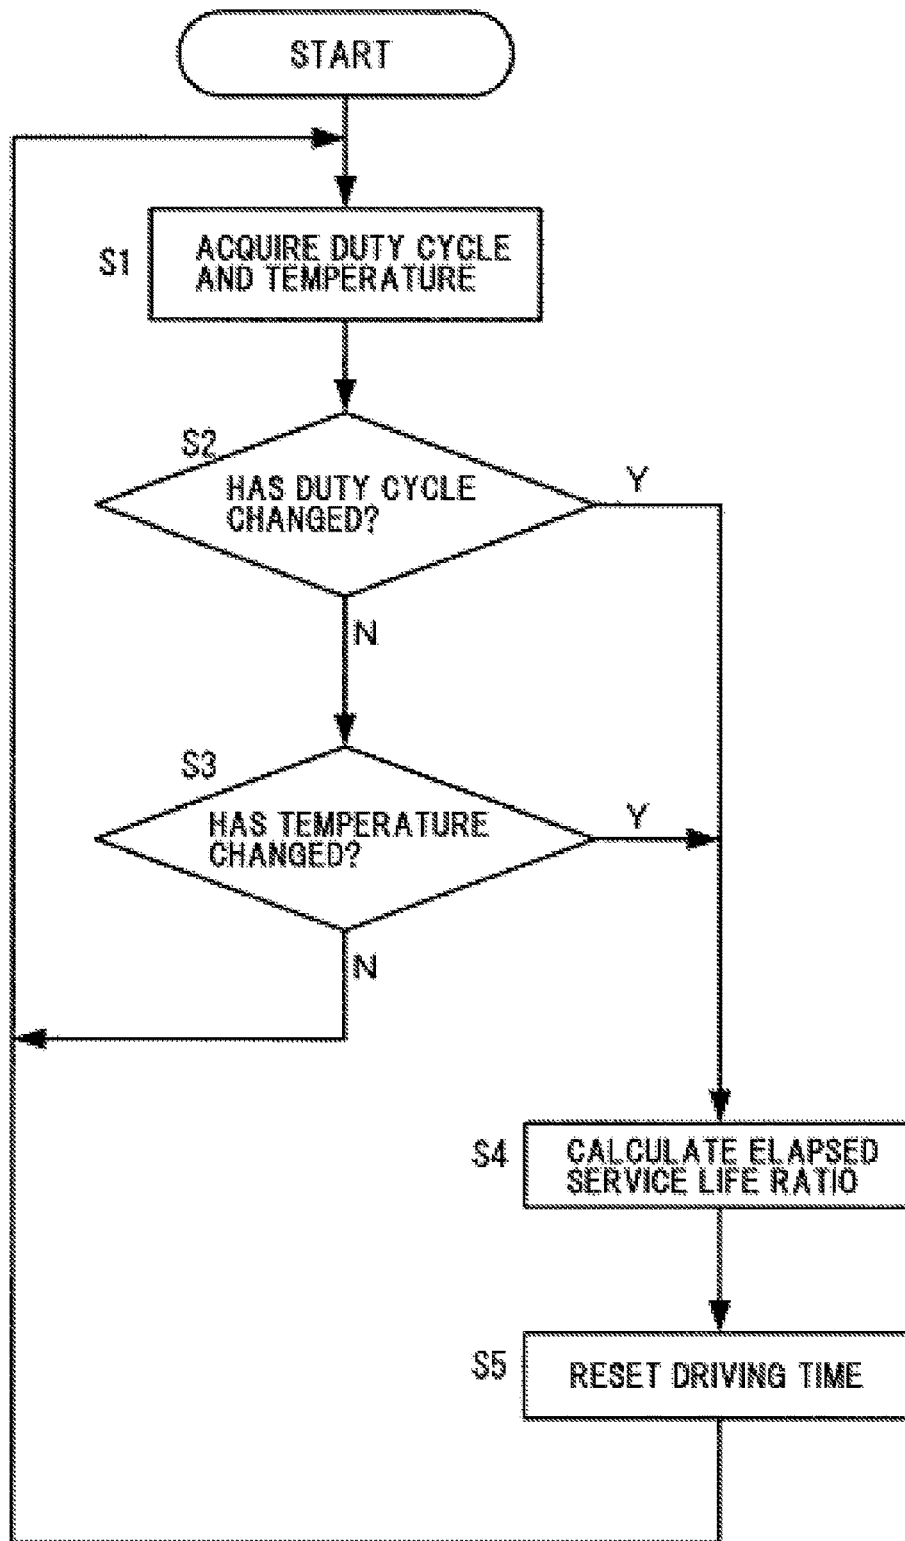 START
S1
ACQUIRE DUTY CYCLE
AND TEMPERATURE
S2
HAS DUTY CYCLE
CHANGED?
Y
N
S3
HAS TEMPERATURE
CHANGED?
Y
N
S4
CALCULATE ELAPSED
SERVICE LIFE RATIO
S5
RESET DRIVING TIME